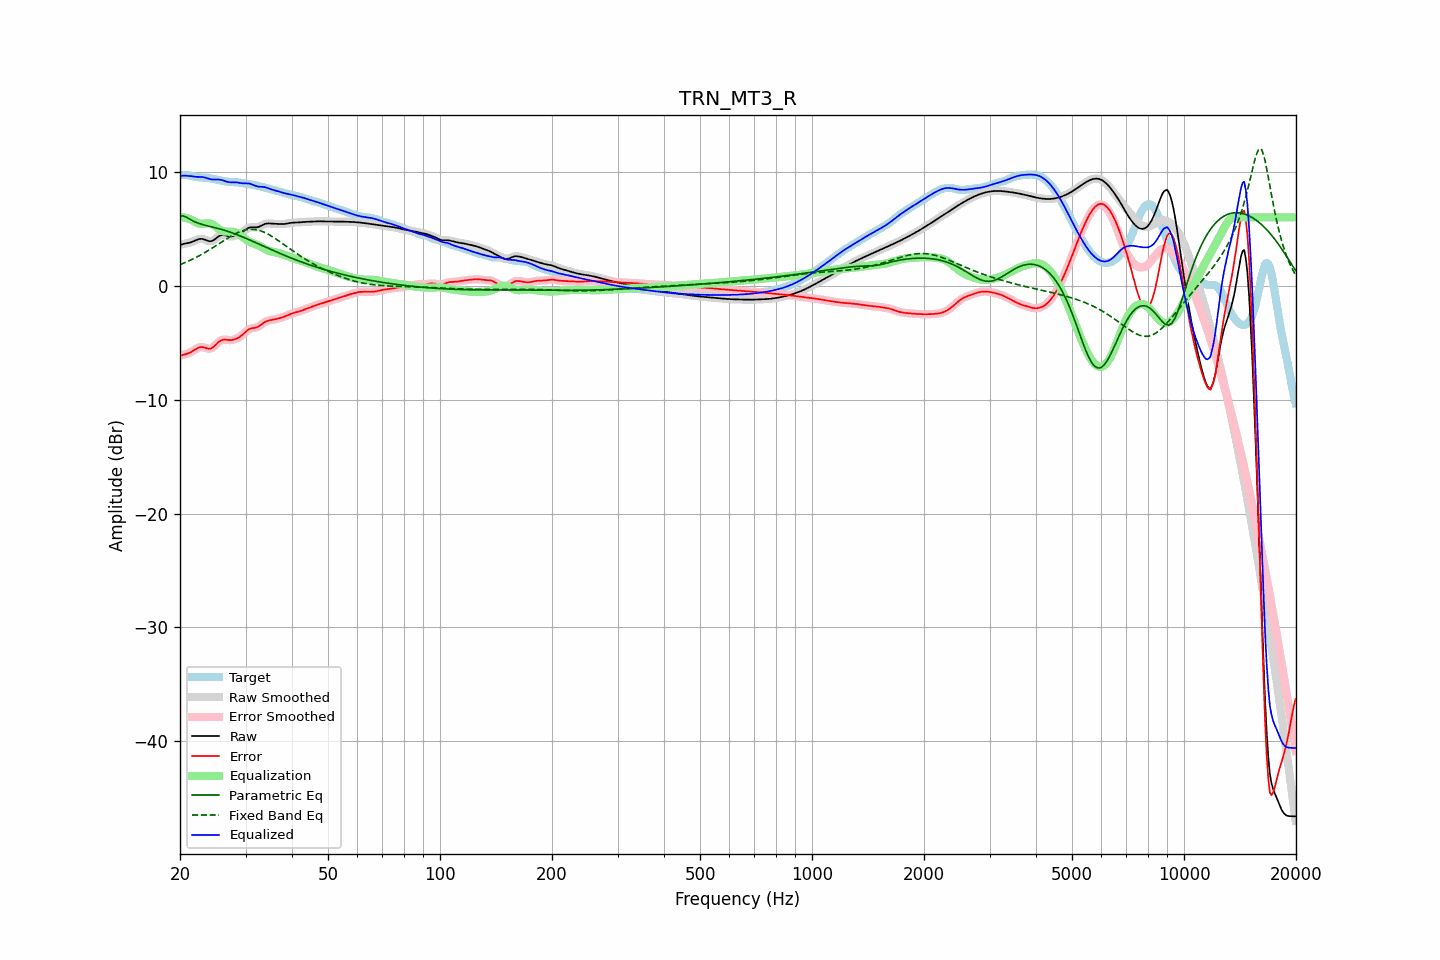 TRN_MT3_R
10
0
−10
−20
−30
−40
Amplitude (dBr)
Target
Raw Smoothed
Error Smoothed
Raw
Error
Equalization
Parametric Eq
Fixed Band Eq
Equalized
20 50 100 200 500 1000 2000 5000 10000 20000
Frequency (Hz)